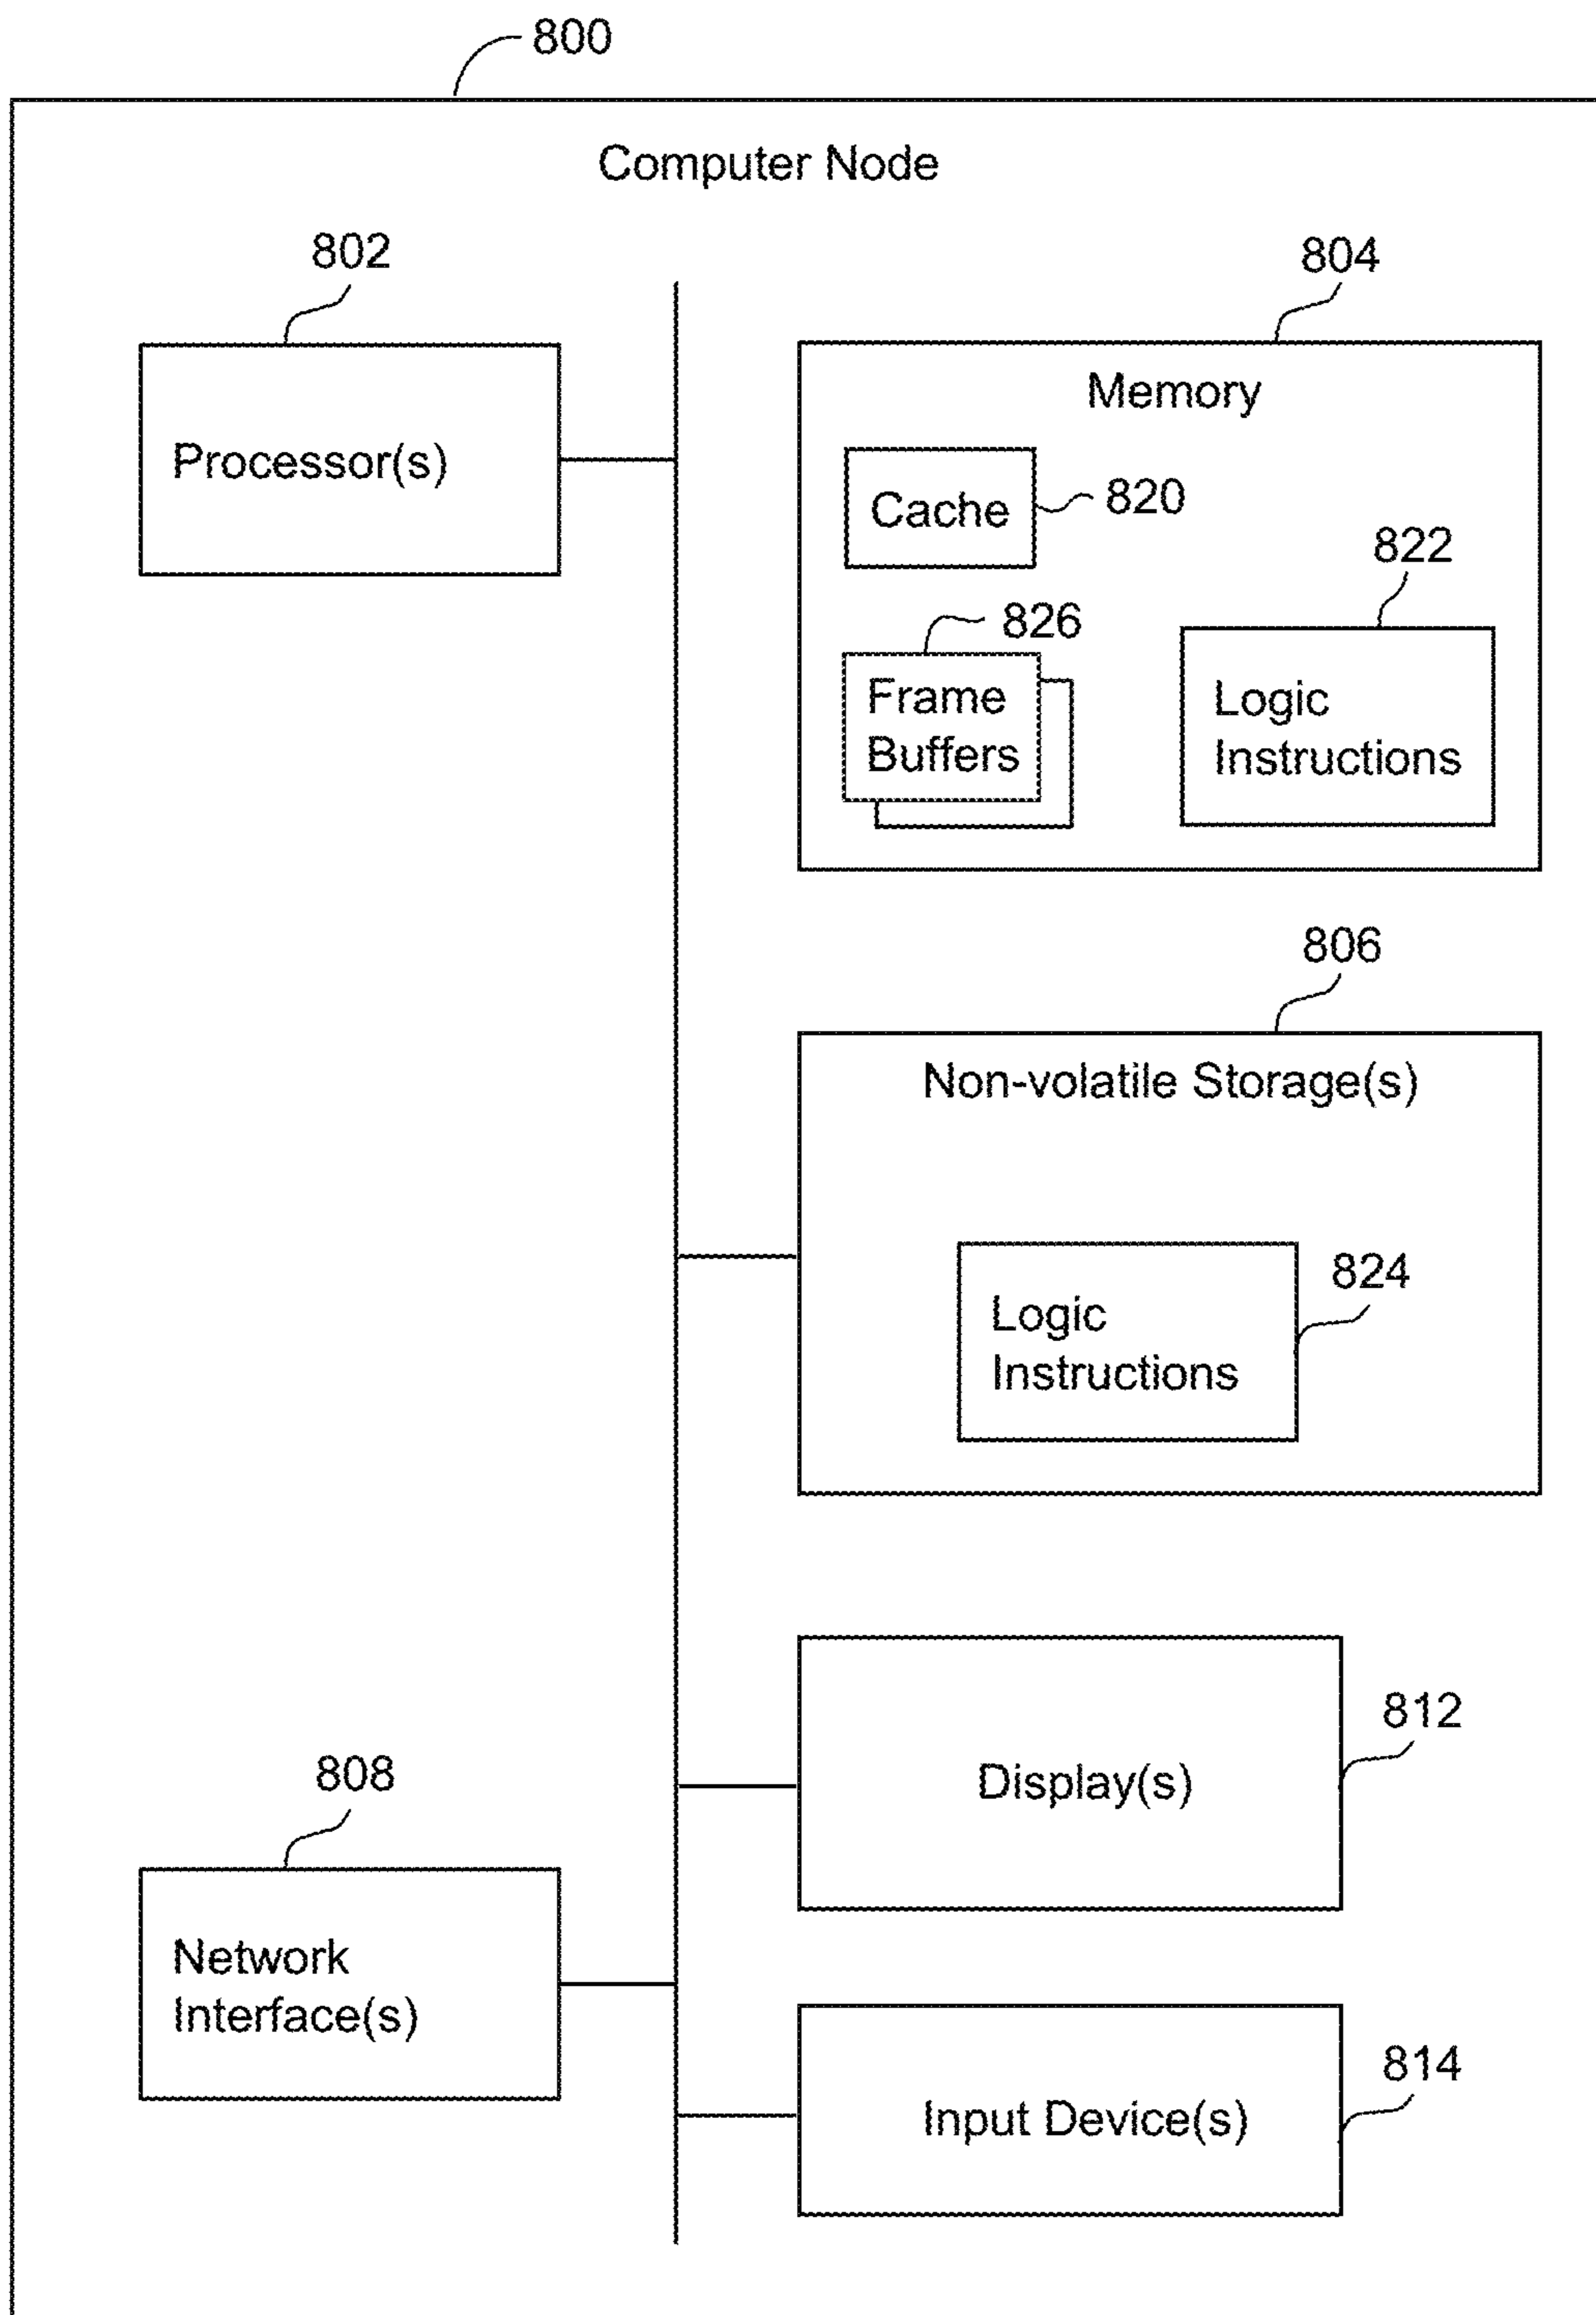 800
Computer Node
802
804
Processor(s)
Memory
Cache
820
822
826
Frame
Buffers
Logic
Instructions
806
Non-volatile Storage(s)
824
Logic
Instructions
812
Display(s)
808
Network
Interface(s)
814
Input Device(s)